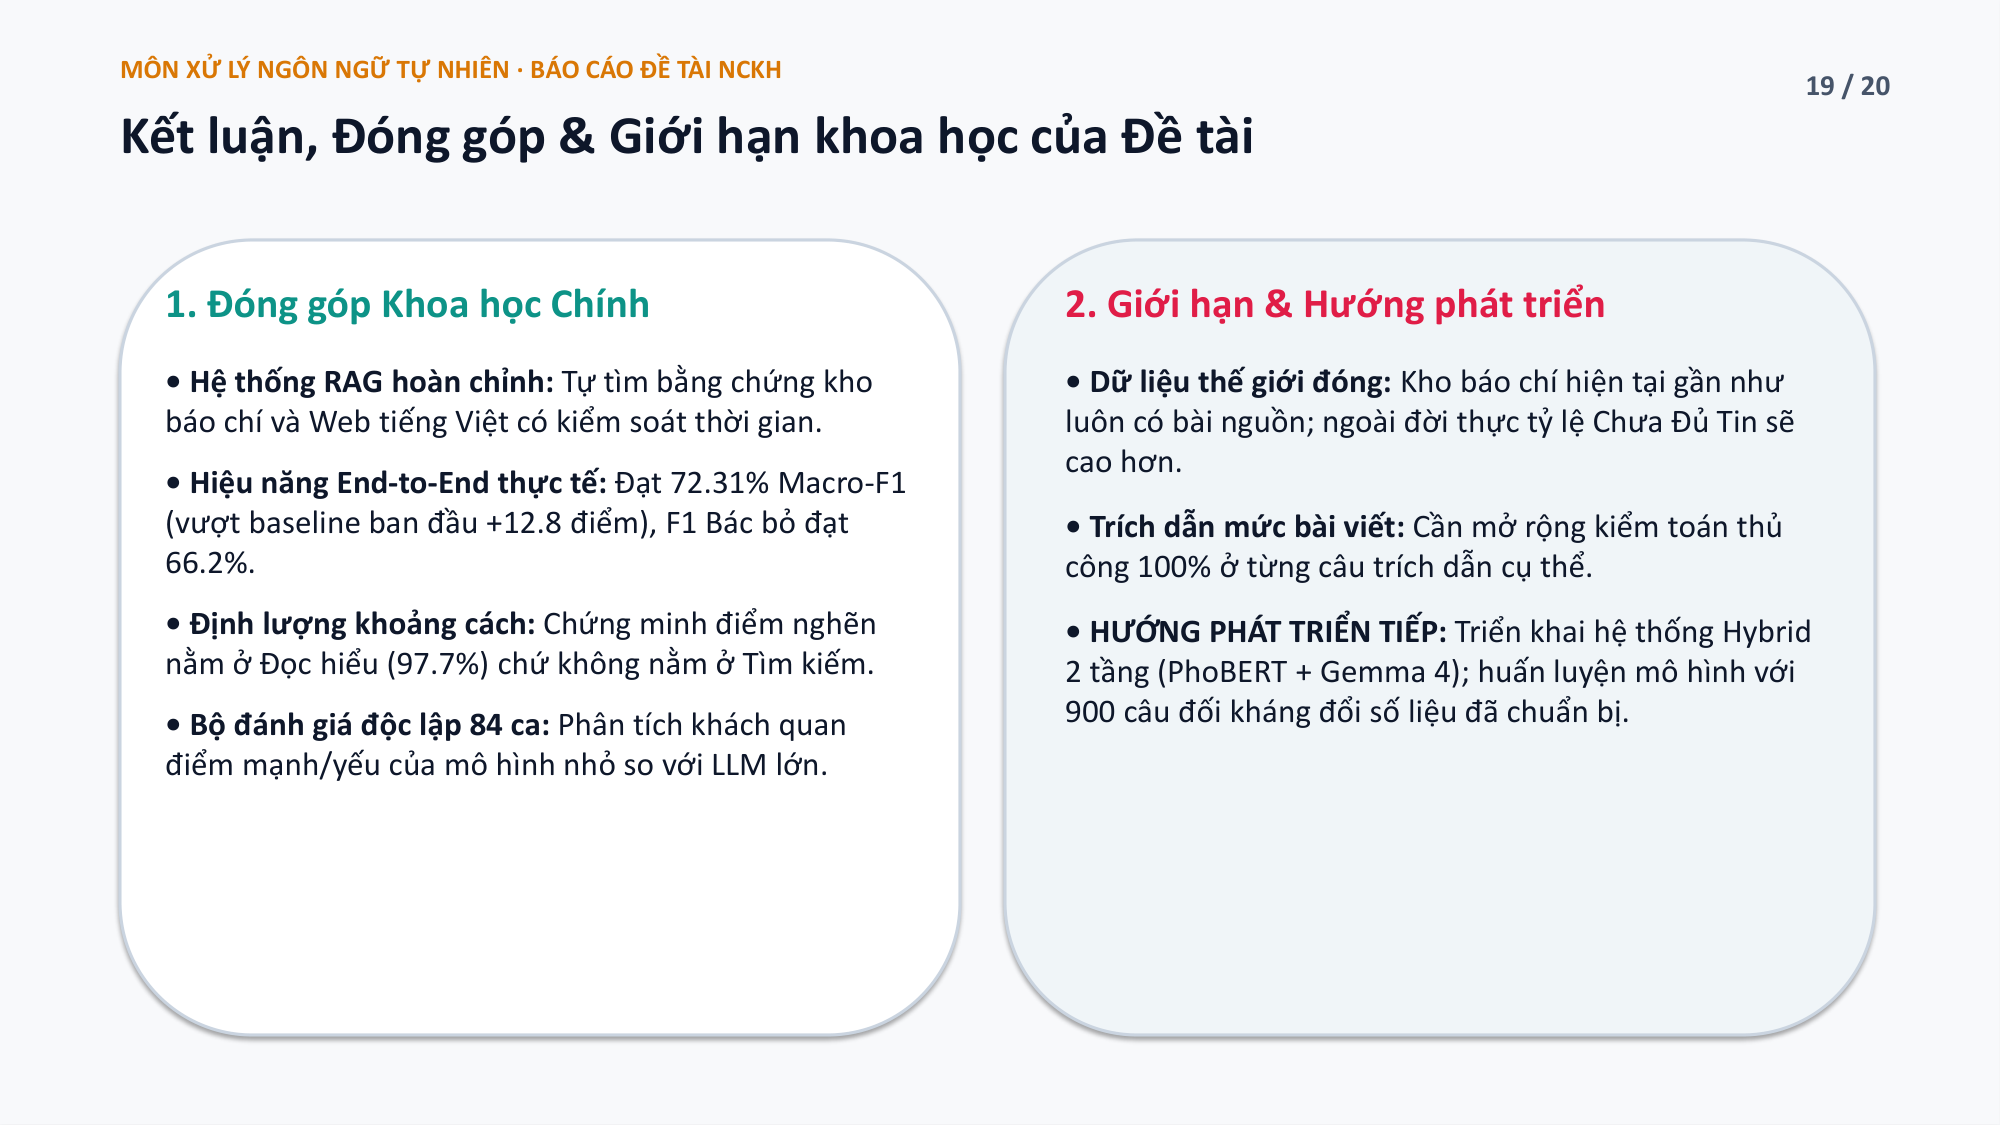 MÔN XỬ LÝ NGÔN NGỮ TỰ NHIÊN · BÁO CÁO ĐỀ TÀI NCKH
19 / 20
Kết luận, Đóng góp & Giới hạn khoa học của Đề tài
1. Đóng góp Khoa học Chính
• Hệ thống RAG hoàn chỉnh: Tự tìm bằng chứng kho
báo chí và Web tiếng Việt có kiểm soát thời gian.
• Hiệu năng End-to-End thực tế: Đạt 72.31% Macro-F1
(vượt baseline ban đầu +12.8 điểm), F1 Bác bỏ đạt
66.2%.
• Định lượng khoảng cách: Chứng minh điểm nghẽn
nằm ở Đọc hiểu (97.7%) chứ không nằm ở Tìm kiếm.
• Bộ đánh giá độc lập 84 ca: Phân tích khách quan
điểm mạnh/yếu của mô hình nhỏ so với LLM lớn.
2. Giới hạn & Hướng phát triển
• Dữ liệu thế giới đóng: Kho báo chí hiện tại gần như
luôn có bài nguồn; ngoài đời thực tỷ lệ Chưa Đủ Tin sẽ
cao hơn.
• Trích dẫn mức bài viết: Cần mở rộng kiểm toán thủ
công 100% ở từng câu trích dẫn cụ thể.
• HƯỚNG PHÁT TRIỂN TIẾP: Triển khai hệ thống Hybrid
2 tầng (PhoBERT + Gemma 4); huấn luyện mô hình với
900 câu đối kháng đổi số liệu đã chuẩn bị.